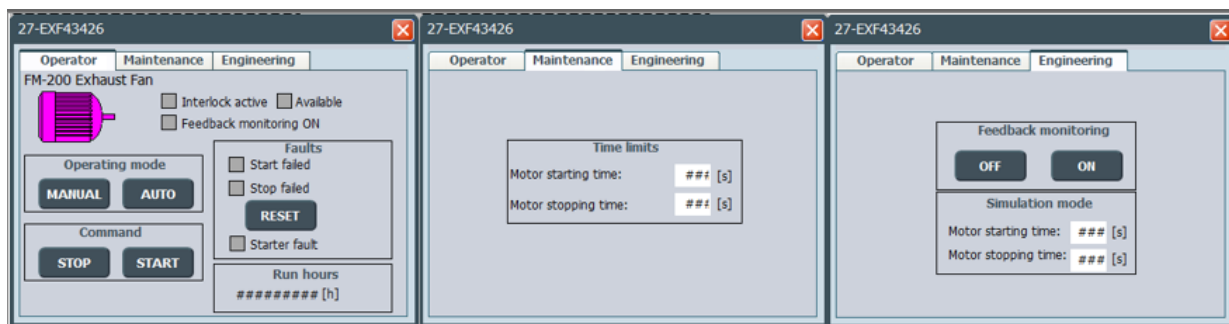 27-EXF43426
Operator Maintenance Engineering
FM-200 Exhaust Fan
Interlock active Available
Feedback monitoring ON
Operating mode
MANUAL AUTO
Command
STOP START
Faults
Start failed
Stop failed
RESET
Starter fault
Run hours
######### [h]
27-EXF43426
Operator Maintenance Engineering
Time limits
Motor starting time: ### [s]
Motor stopping time: ### [s]
27-EXF43426
Operator Maintenance Engineering
Feedback monitoring
OFF ON
Simulation mode
Motor starting time: ### [s]
Motor stopping time: ### [s]